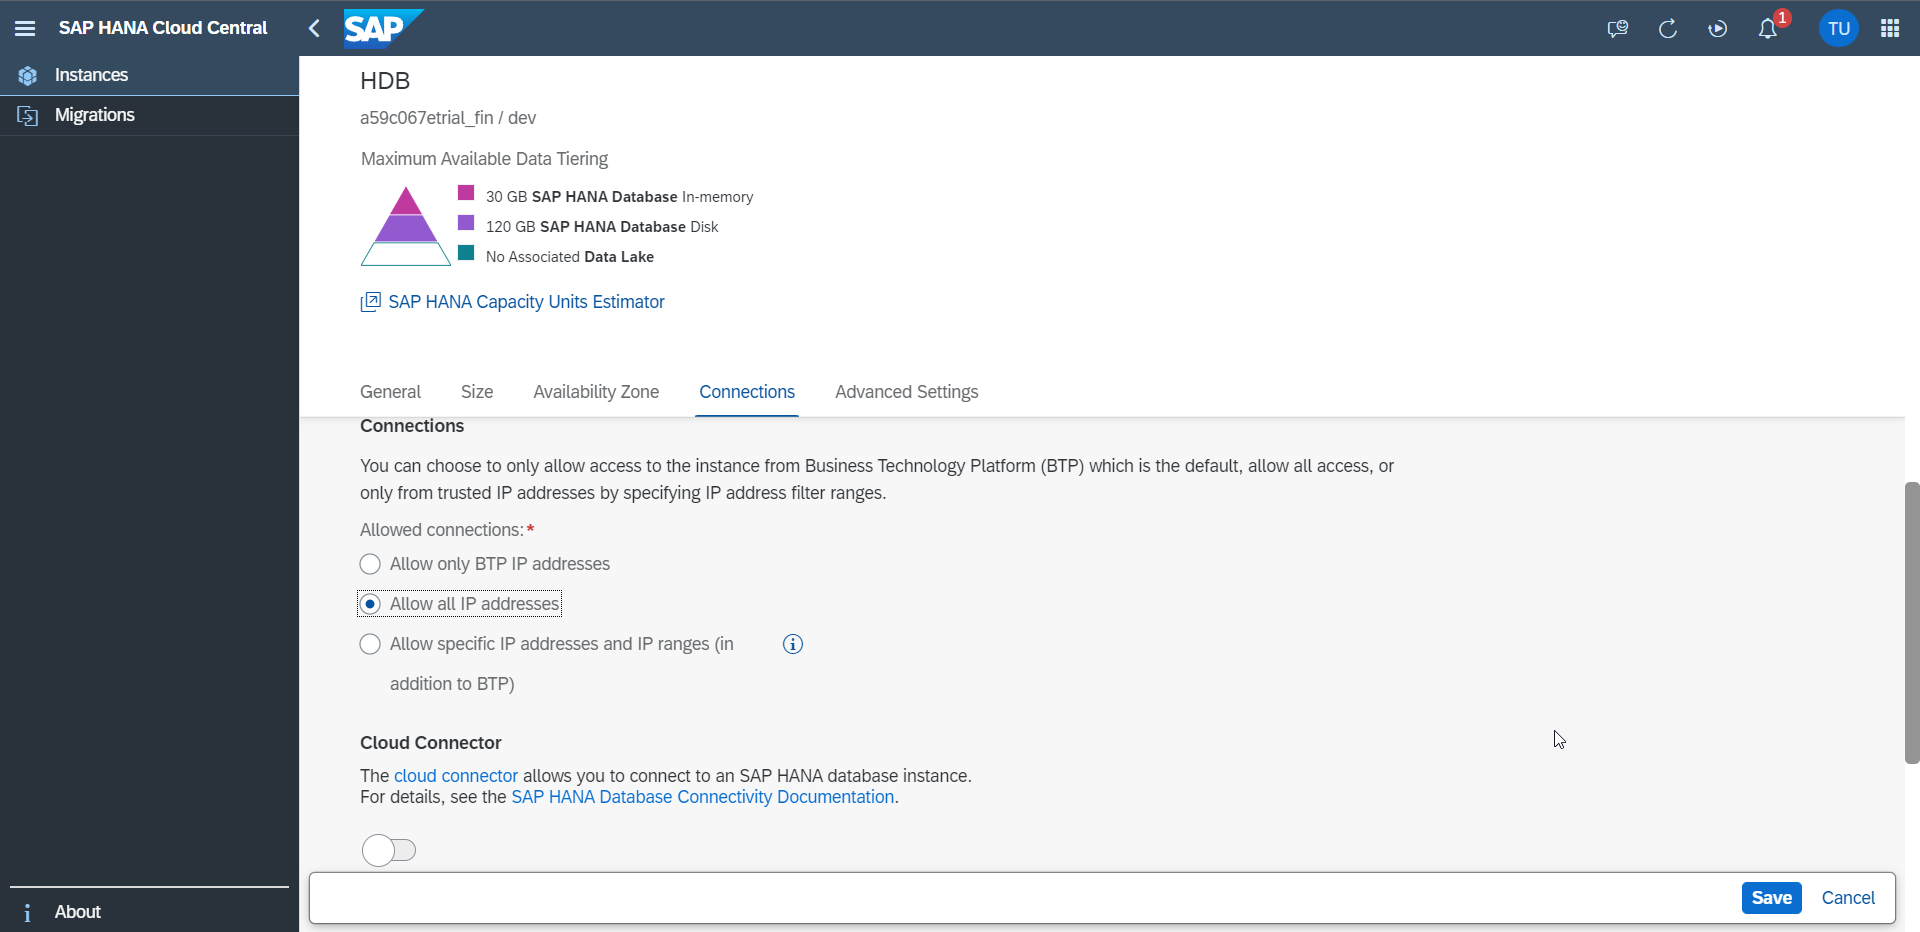 SAP HANA Cloud Central
SAP
1
TU
Instances
Migrations
HDB
a59c067etrial_fin / dev
Maximum Available Data Tiering
30 GB SAP HANA Database In-memory
120 GB SAP HANA Database Disk
No Associated Data Lake
SAP HANA Capacity Units Estimator
General Size Availability Zone Connections Advanced Settings
Connections
You can choose to only allow access to the instance from Business Technology Platform (BTP) which is the default, allow all access, or
only from trusted IP addresses by specifying IP address filter ranges.
Allowed connections:*
Allow only BTP IP addresses
Allow all IP addresses
Allow specific IP addresses and IP ranges (in
addition to BTP)
Cloud Connector
The cloud connector allows you to connect to an SAP HANA database instance.
For details, see the SAP HANA Database Connectivity Documentation.
Save Cancel
About